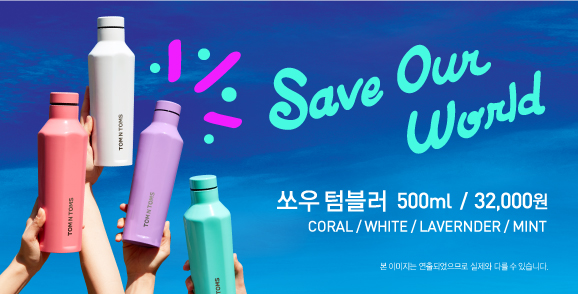 Save Our
World
TOM N TOMS
TOM N TOMS
TOM N TOMS
TOM N TOMS
쏘우 텀블러 500ml / 32,000원
CORAL / WHITE / LAVERNDER / MINT
본 이미지는 연출되었으므로 실제와 다를 수 있습니다.